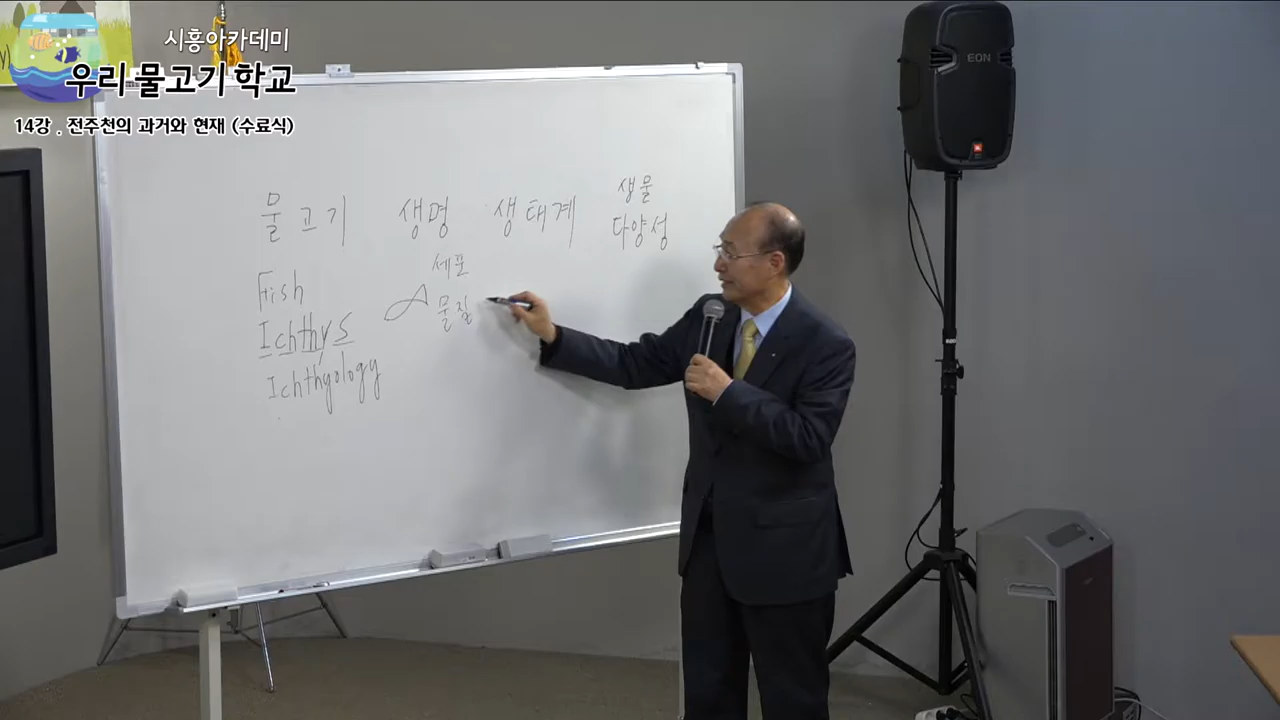 시흥아카데미
우리물고기학교
14강 . 전주천의 과거와 현재 (수료식)
물고기 생명 생태계 생물 다양성
세포
물질
Fish
Ichthys
Ichthyology
EON
JBL